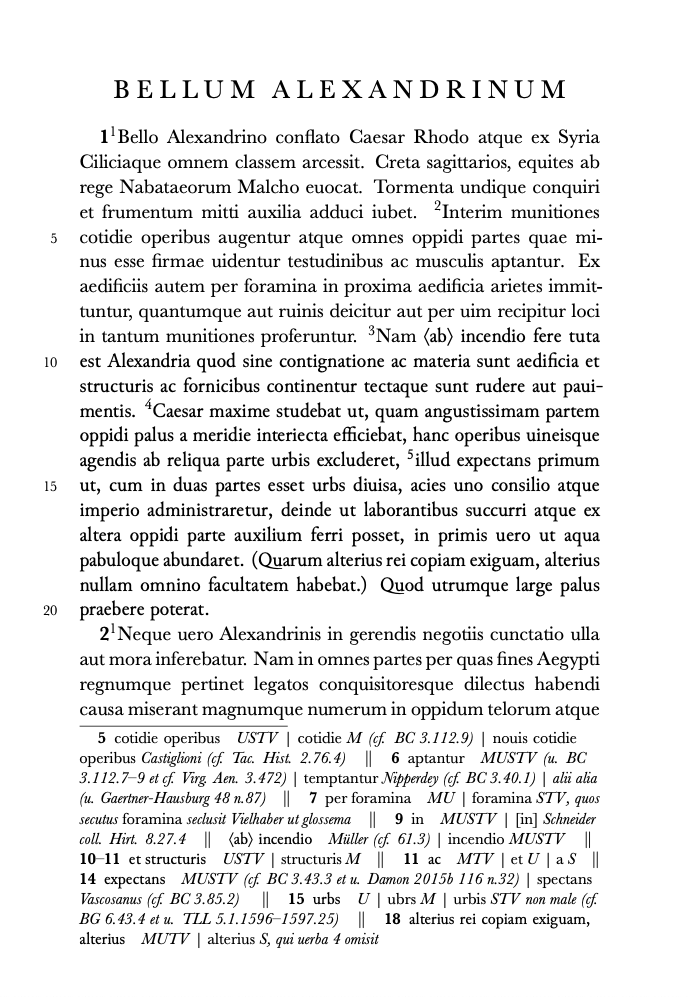 BELLUM ALEXANDRINUM
1¹Bello Alexandrino conflato Caesar Rhodo atque ex Syria
Ciliciaque omnem classem arcessit. Creta sagittarios, equites ab
rege Nabataeorum Malcho euocat. Tormenta undique conquiri
et frumentum mitti auxilia adduci iubet. ²Interim munitiones
5 cotidie operibus augentur atque omnes oppidi partes quae mi-
nus esse firmae uidentur testudinibus ac musculis aptantur. Ex
aedificiis autem per foramina in proxima aedificia arietes immit-
tuntur, quantumque aut ruinis deicitur aut per uim recipitur loci
in tantum munitiones proferuntur. ³Nam ⟨ab⟩ incendio fere tuta
10 est Alexandria quod sine contignatione ac materia sunt aedificia et
structuris ac fornicibus continentur tectaque sunt rudere aut paui-
mentis. ⁴Caesar maxime studebat ut, quam angustissimam partem
oppidi palus a meridie interiecta efficiebat, hanc operibus uineisque
agendis ab reliqua parte urbis excluderet, ⁵illud expectans primum
15 ut, cum in duas partes esset urbs diuisa, acies uno consilio atque
imperio administraretur, deinde ut laborantibus succurri atque ex
altera oppidi parte auxilium ferri posset, in primis uero ut aqua
pabuloque abundaret. (Quarum alterius rei copiam exiguam, alterius
nullam omnino facultatem habebat.) Quod utrumque large palus
20 praebere poterat.
2¹Neque uero Alexandrinis in gerendis negotiis cunctatio ulla
aut mora inferebatur. Nam in omnes partes per quas fines Aegypti
regnumque pertinet legatos conquisitoresque dilectus habendi
causa miserant magnumque numerum in oppidum telorum atque
5 cotidie operibus USTV | cotidie M (cf. BC 3.112.9) | nouis cotidie
operibus Castiglioni (cf. Tac. Hist. 2.76.4) || 6 aptantur MUSTV (u. BC
3.112.7–9 et cf. Virg. Aen. 3.472) | temptantur Nipperdey (cf. BC 3.40.1) | alii alia
(u. Gaertner-Hausburg 48 n.87) || 7 per foramina MU | foramina STV, quos
secutus foramina seclusit Vielhaber ut glossema || 9 in MUSTV | [in] Schneider
coll. Hirt. 8.27.4 || ⟨ab⟩ incendio Müller (cf. 61.3) | incendio MUSTV ||
10–11 et structuris USTV | structuris M || 11 ac MTV | et U | a S ||
14 expectans MUSTV (cf. BC 3.43.3 et u. Damon 2015b 116 n.32) | spectans
Vascosanus (cf. BC 3.85.2) || 15 urbs U | ubrs M | urbis STV non male (cf.
BG 6.43.4 et u. TLL 5.1.1596–1597.25) || 18 alterius rei copiam exiguam,
alterius MUTV | alterius S, qui uerba 4 omisit